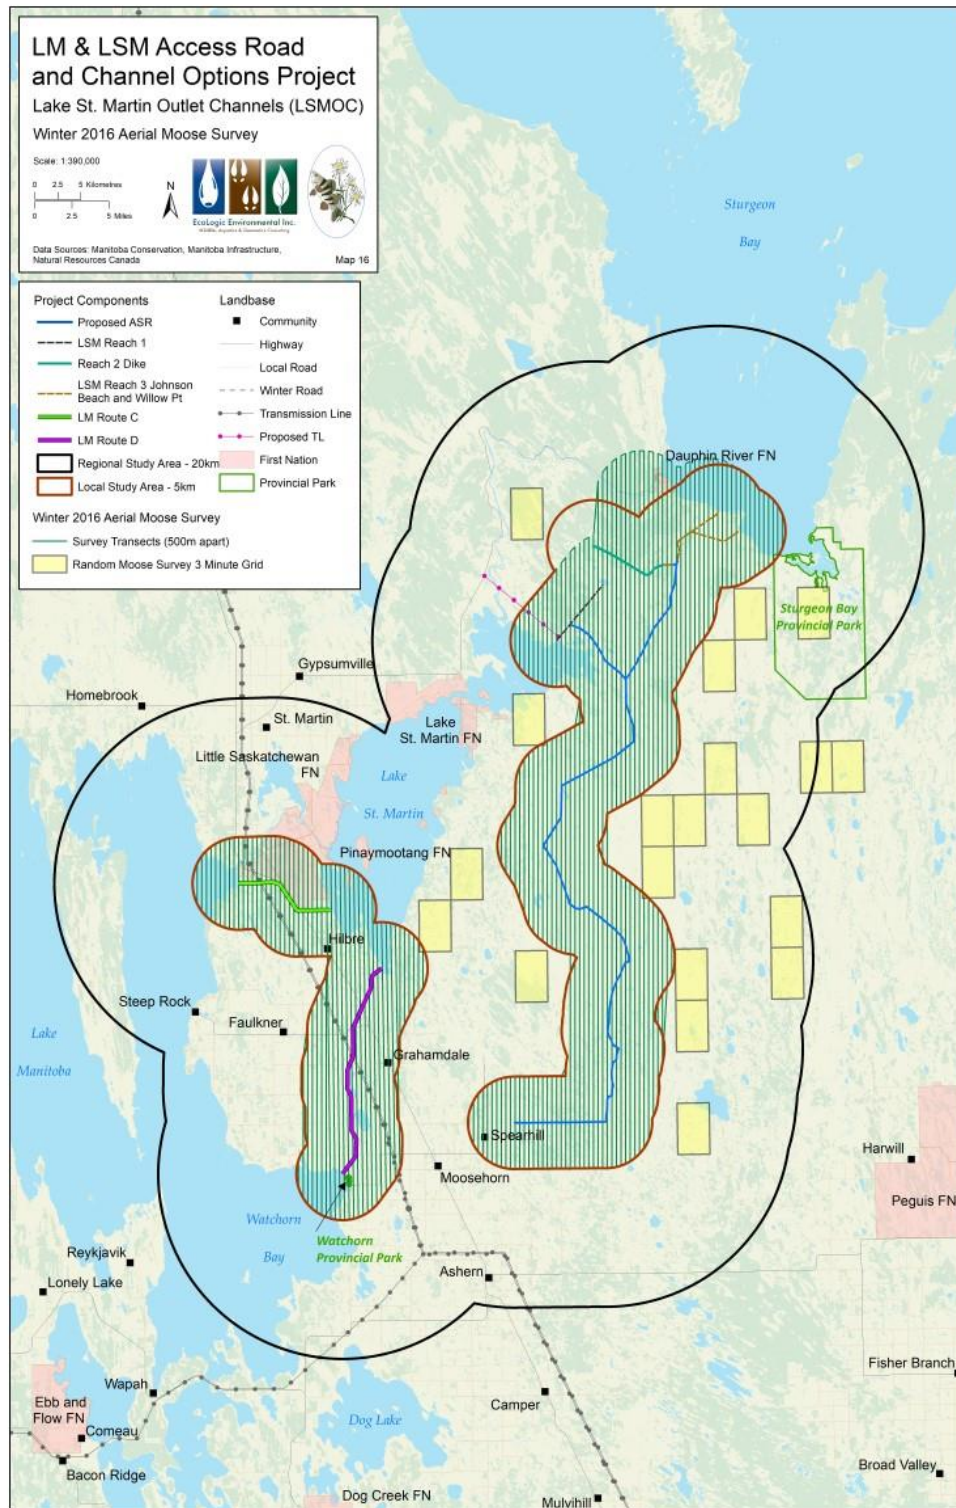 LM & LSM Access Road
and Channel Options Project
Lake St. Martin Outlet Channels (LSMOC)
Winter 2016 Aerial Moose Survey
Scale: 1:390,000
0 2.5 5 Kilometres
0 2.5 5 Miles
N
EcoLogic Environmental Inc.
Data Sources: Manitoba Conservation, Manitoba Infrastructure,
Natural Resources Canada
Map 16
Project Components
Proposed ASR
LSM Reach 1
Reach 2 Dike
LSM Reach 3 Johnson
Beach and Willow Pt
LM Route C
LM Route D
Regional Study Area - 20km
Local Study Area - 5km
Landbase
Community
Highway
Local Road
Winter Road
Transmission Line
Proposed TL
First Nation
Provincial Park
Winter 2016 Aerial Moose Survey
Survey Transects (500m apart)
Random Moose Survey 3 Minute Grid
Sturgeon
Bay
Dauphin River FN
Sturgeon Bay
Provincial Park
Gypsumville
Homebrook
St. Martin
Lake
St. Martin FN
Little Saskatchewan
FN
Lake
St. Martin
Pinaymootang FN
Hilbre
Steep Rock
Faulkner
Lake
Manitoba
Grahamdale
Spearhill
Moosehorn
Harwill
Peguis FN
Watchorn
Bay
Watchorn
Provincial Park
Reykjavik
Lonely Lake
Ashern
Fisher Branch
Wapah
Ebb and
Flow FN
Comeau
Bacon Ridge
Camper
Dog Lake
Broad Valley
Dog Creek FN
Mulvihill